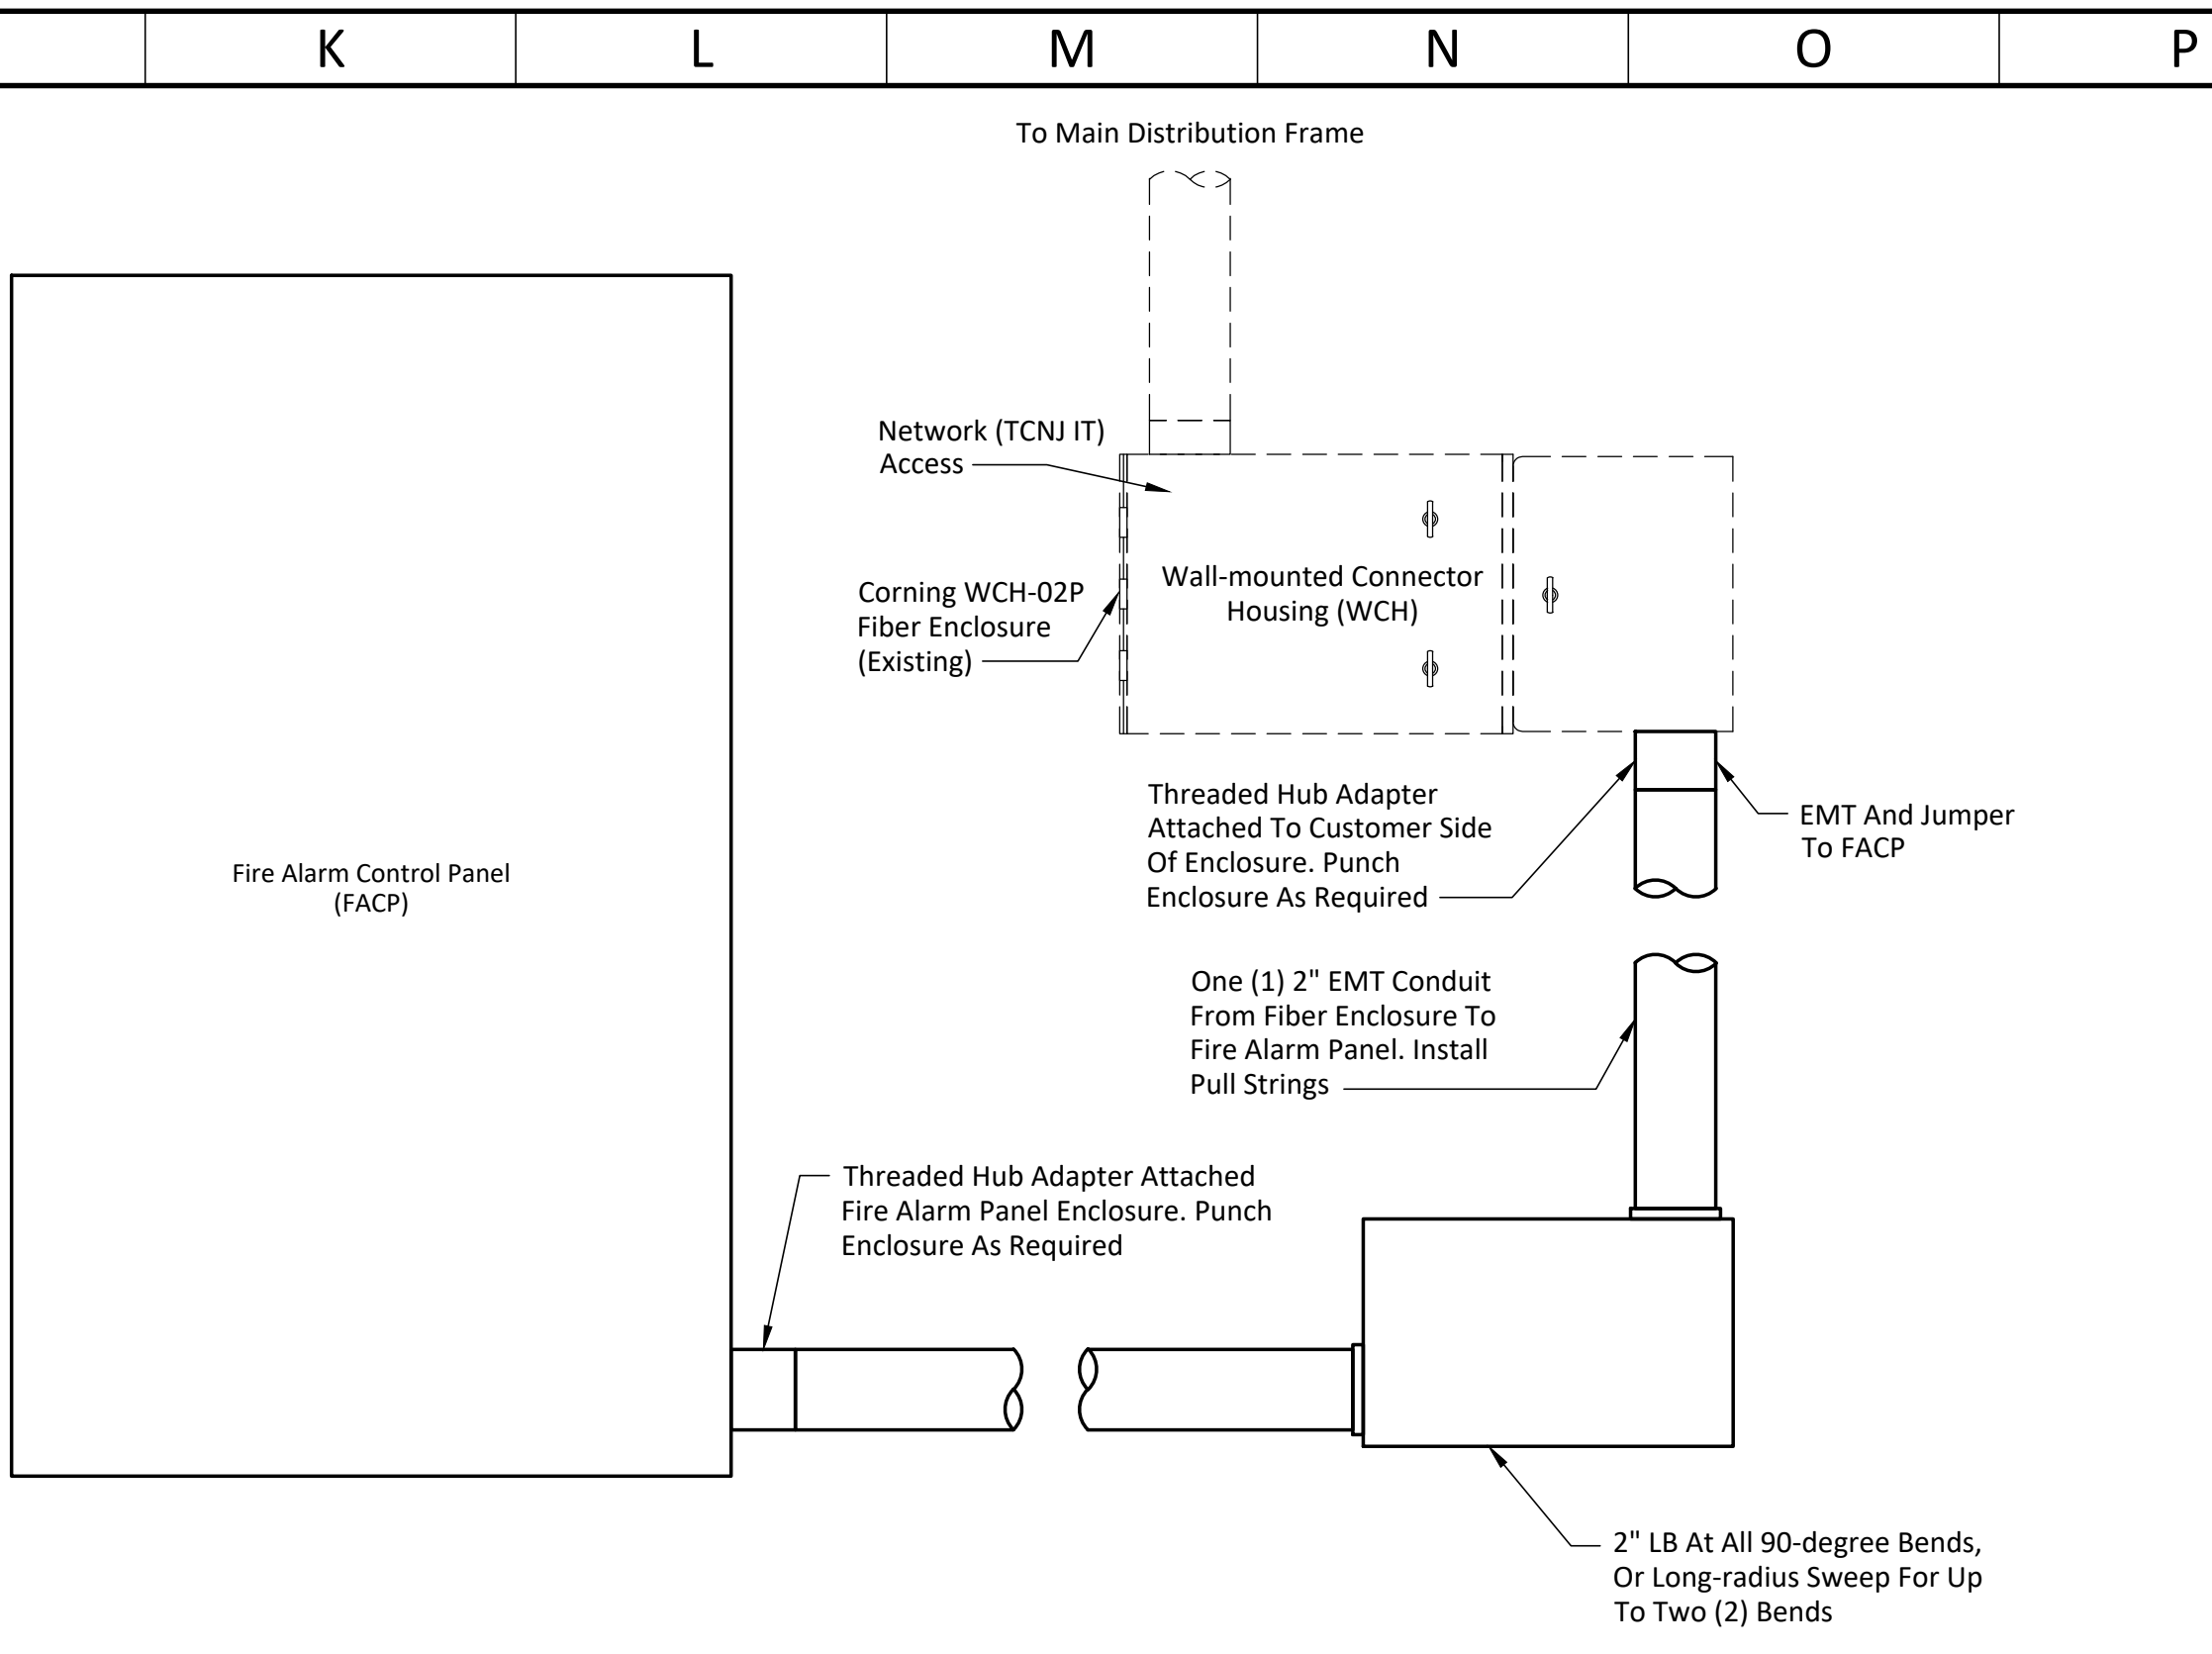 K L M N O P
To Main Distribution Frame
Network (TCNJ IT)
Access
Corning WCH-02P
Fiber Enclosure
(Existing)
Wall-mounted Connector
Housing (WCH)
Threaded Hub Adapter
Attached To Customer Side
Of Enclosure. Punch
Enclosure As Required
EMT And Jumper
To FACP
Fire Alarm Control Panel
(FACP)
One (1) 2" EMT Conduit
From Fiber Enclosure To
Fire Alarm Panel. Install
Pull Strings
Threaded Hub Adapter Attached
Fire Alarm Panel Enclosure. Punch
Enclosure As Required
2" LB At All 90-degree Bends,
Or Long-radius Sweep For Up
To Two (2) Bends